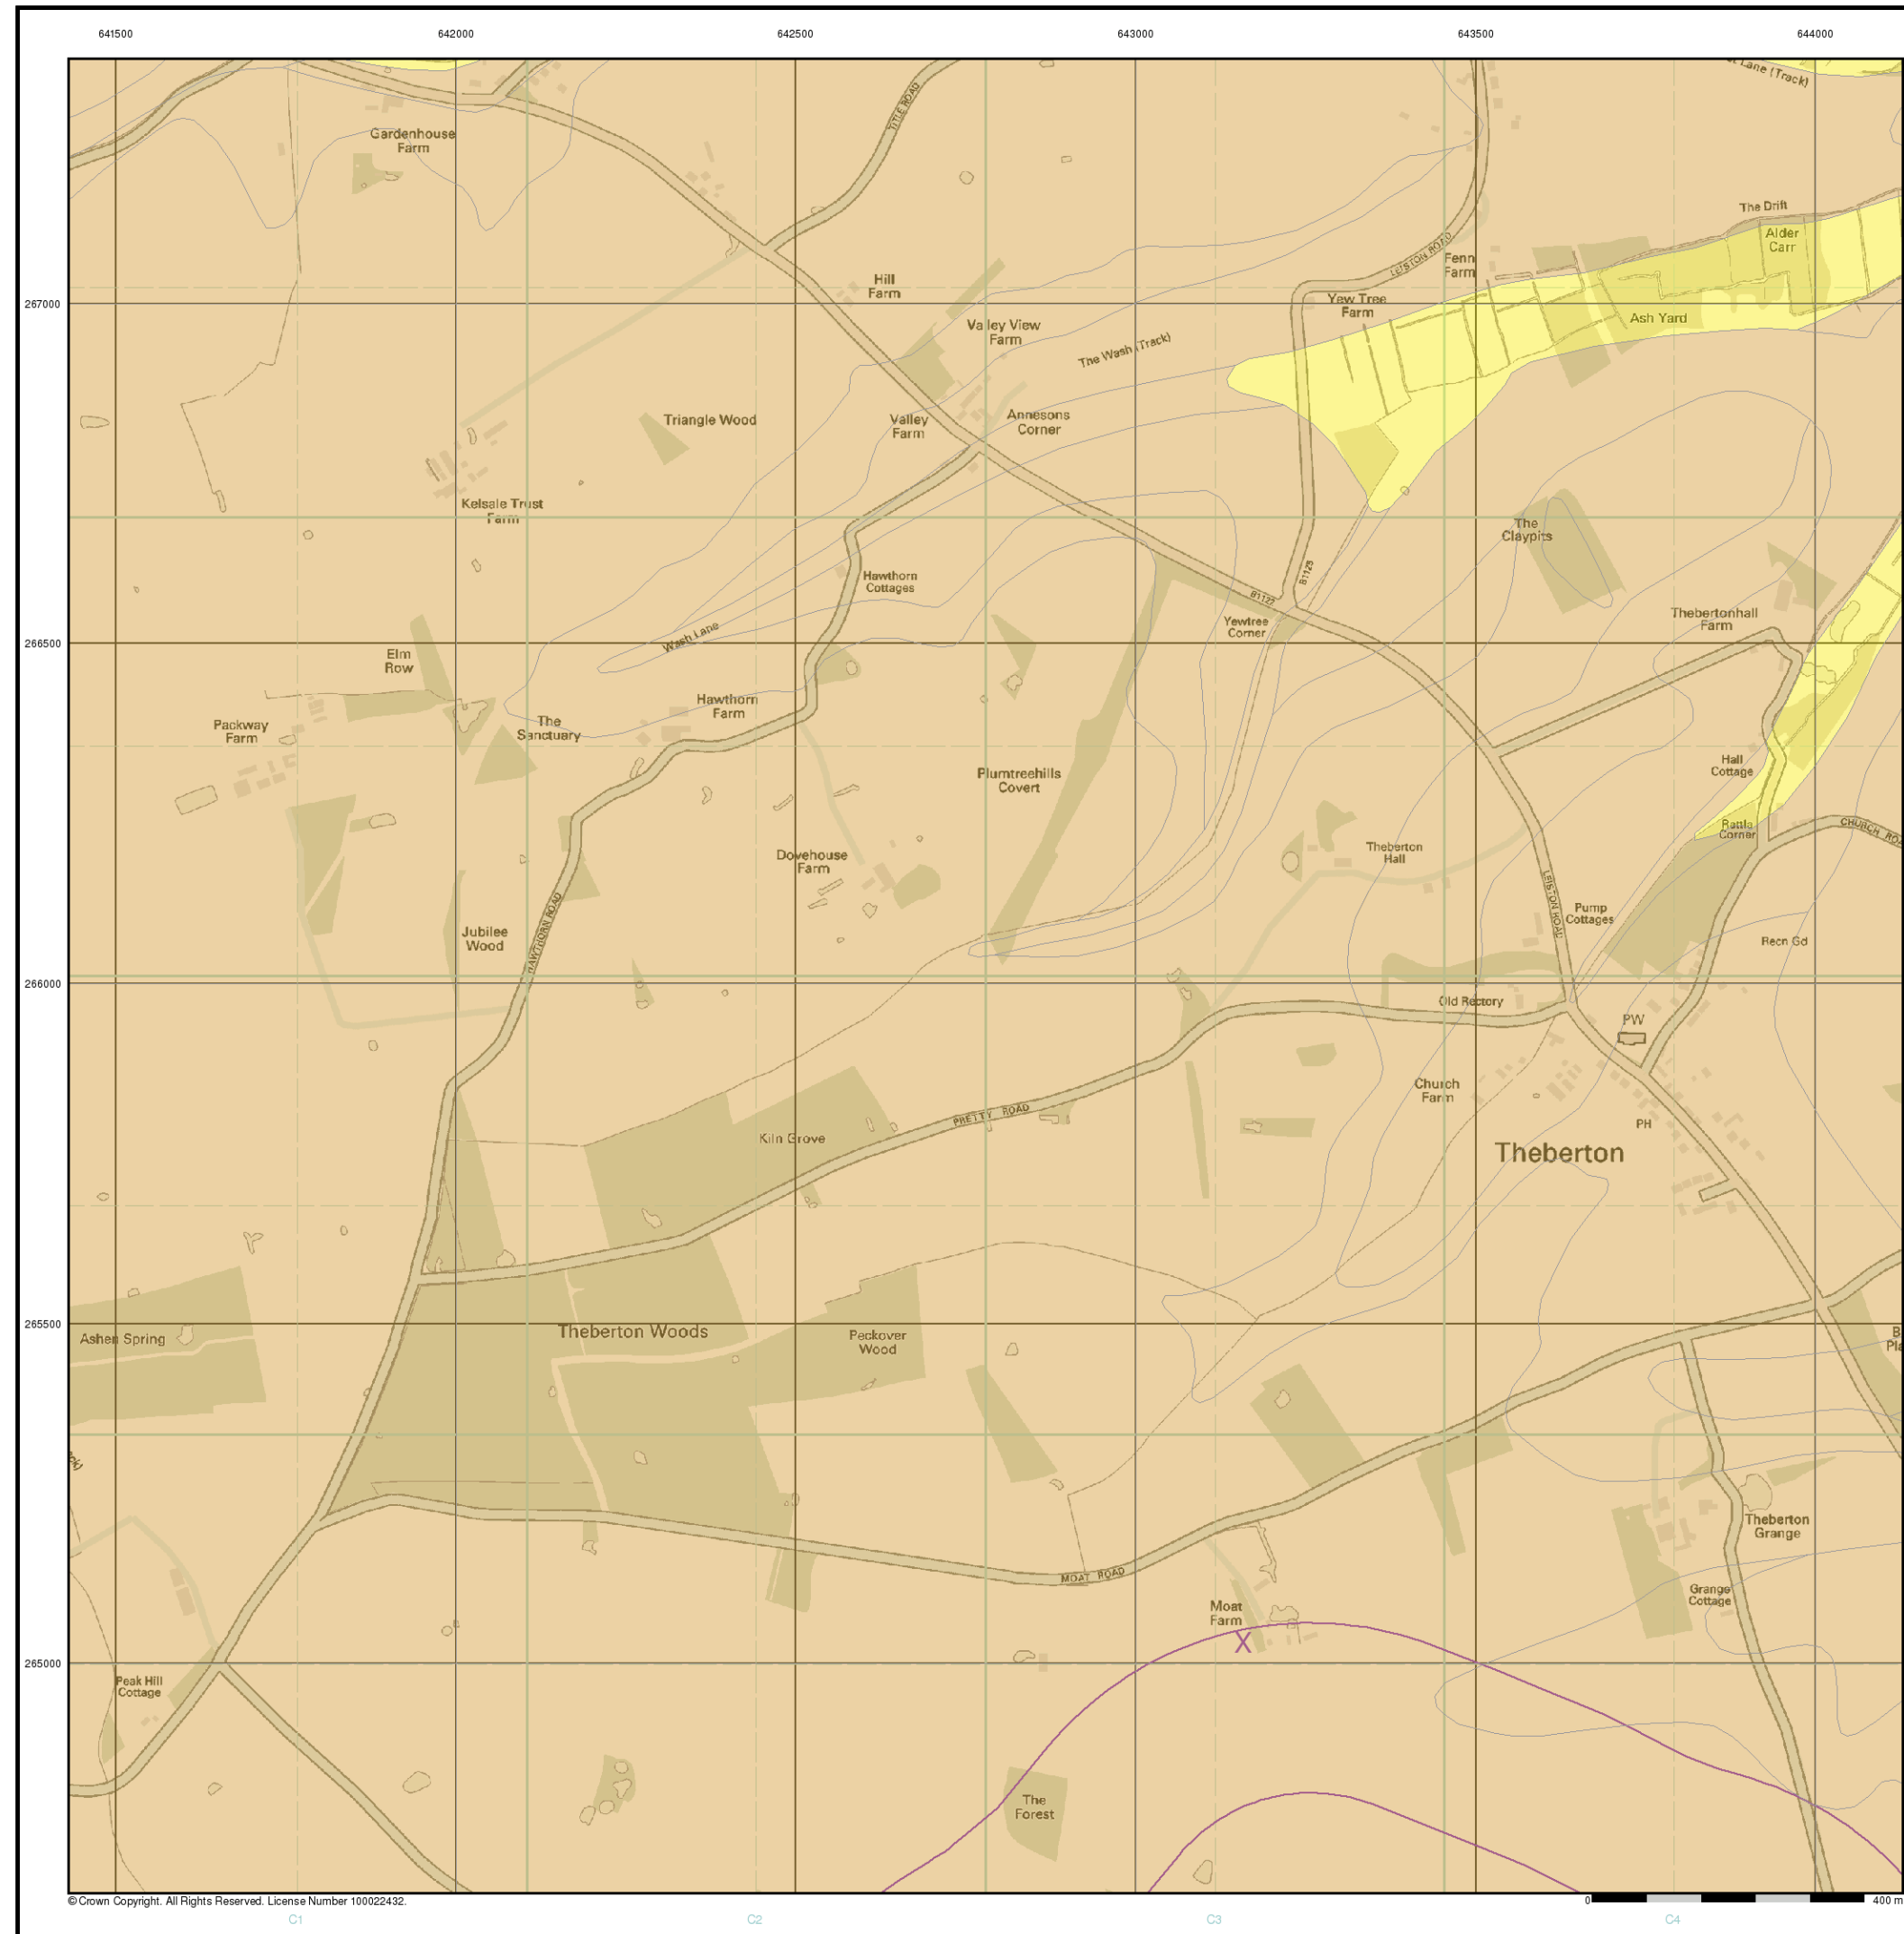 641500
642000
642500
643000
643500
644000
Lane (Track)
TITLE ROAD
Gardenhouse
Farm
The Drift
Alder
Carr
LEISTON ROAD
Fenn
Farm
Hill
Farm
267000
Yew Tree
Farm
Ash Yard
Valley View
Farm
The Wash (Track)
Triangle Wood
Valley
Farm
Annesons
Corner
Kelsale Trust
Farm
The
Claypits
Hawthorn
Cottages
B1125
B1122
Thebertonhall
Farm
Yewtree
Corner
Wash Lane
266500
Elm
Row
Hawthorn
Farm
Packway
Farm
The
Sanctuary
Plumtreehills
Covert
Hall
Cottage
Rattla
Corner
CHURCH
Dovehouse
Farm
Theberton
Hall
LEISTON ROAD
Pump
Cottages
HAWTHORN ROAD
Jubilee
Wood
Recn Gd
266000
Old Rectory
PW
Church
Farm
PRETTY ROAD
PH
Kiln Grove
Theberton
265500
Ashen Spring
Theberton Woods
Peckover
Wood
Theberton
Grange
MOAT ROAD
Grange
Cottage
Moat
Farm
X
265000
Peak Hill
Cottage
The
Forest
© Crown Copyright. All Rights Reserved. License Number 100022432.
0
400 m
C1
C2
C3
C4